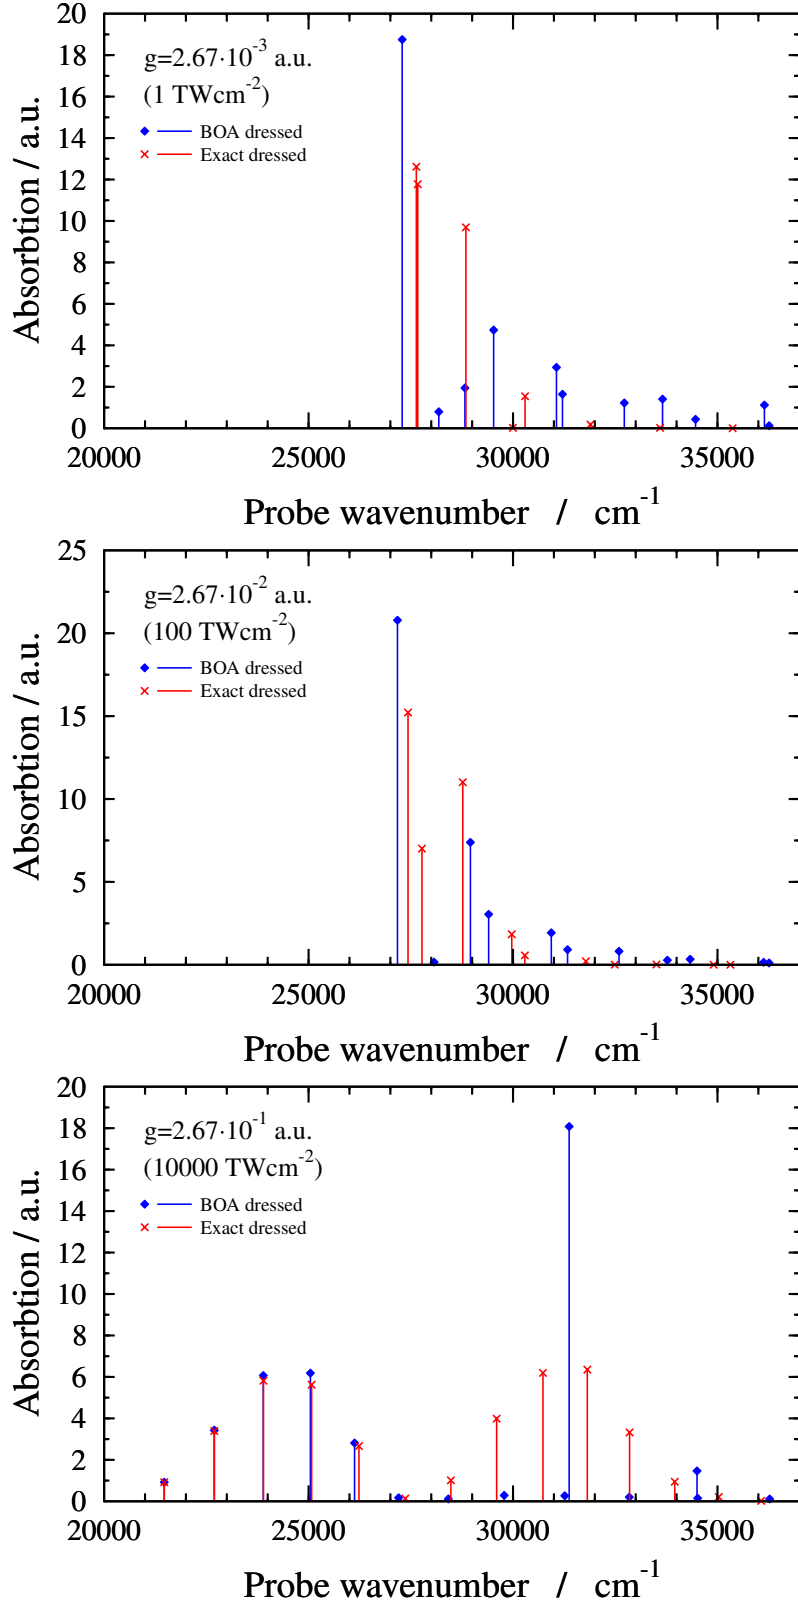 20
18
16
14
12
10
8
6
4
2
0
Absorbtion / a.u.
g=2.67·10⁻³ a.u.
(1 TWcm⁻²)
BOA dressed
Exact dressed
20000 25000 30000 35000
Probe wavenumber / cm⁻¹
25
20
15
10
5
0
Absorbtion / a.u.
g=2.67·10⁻² a.u.
(100 TWcm⁻²)
BOA dressed
Exact dressed
20000 25000 30000 35000
Probe wavenumber / cm⁻¹
20
18
16
14
12
10
8
6
4
2
0
Absorbtion / a.u.
g=2.67·10⁻¹ a.u.
(10000 TWcm⁻²)
BOA dressed
Exact dressed
20000 25000 30000 35000
Probe wavenumber / cm⁻¹